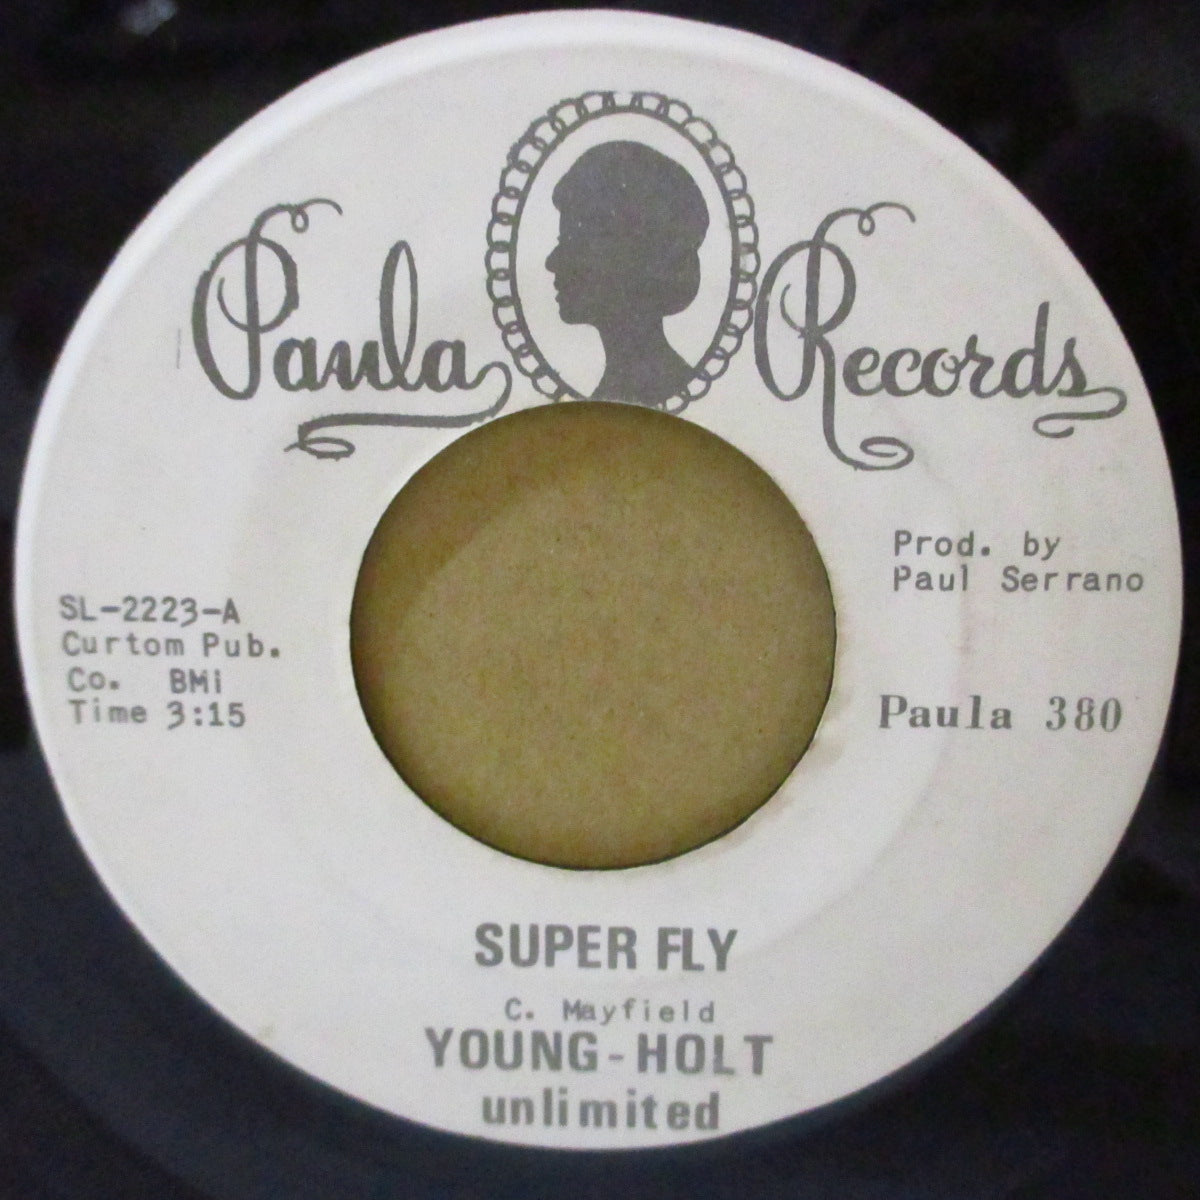 Paula Records
Prod. by
Paul Serrano
SL-2223-A
Curtom Pub.
Co. BMi
Time 3:15
Paula 380
SUPER FLY
C. Mayfield
YOUNG-HOLT
unlimited